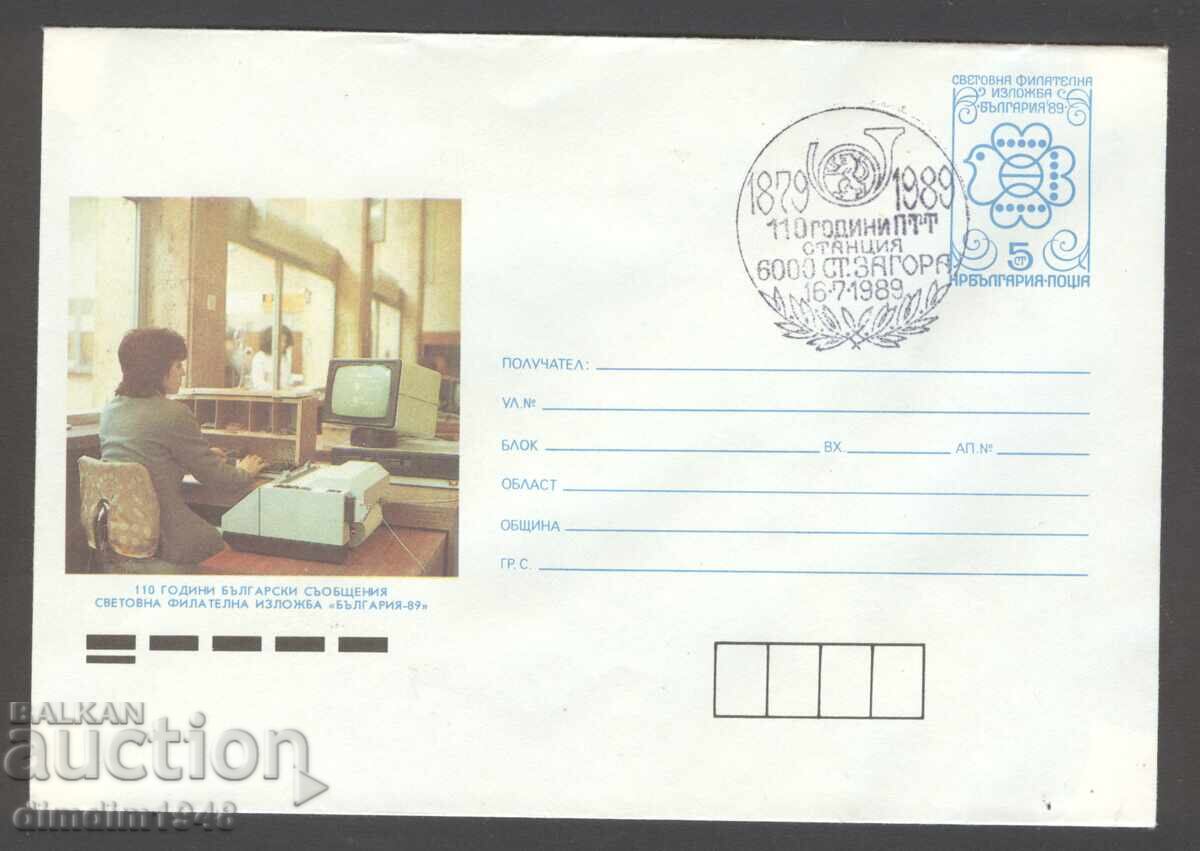 СВЕТОВНА ФИЛАТЕЛНА
ИЗЛОЖБА
·БЪЛГАРИЯ'89·
5
СТ
НРБЪЛГАРИЯ·ПОЩА
1879 1989
110 ГОДИНИ ПТТ
СТАНЦИЯ
6000 СТ.ЗАГОРА
16·7·1989
ПОЛУЧАТЕЛ:
УЛ.№
БЛОК ВХ. АП.№
ОБЛАСТ
ОБЩИНА
ГР. С.
110 ГОДИНИ БЪЛГАРСКИ СЪОБЩЕНИЯ
СВЕТОВНА ФИЛАТЕЛНА ИЗЛОЖБА «БЪЛГАРИЯ-89»
BALKAN
auction
dimdim1948